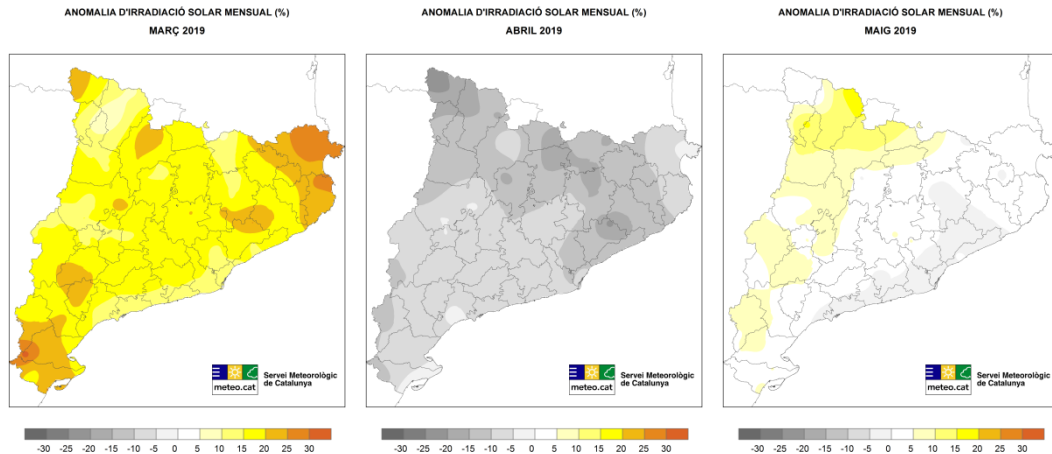 ANOMALIA D'IRRADIACIÓ SOLAR MENSUAL (%)
MARÇ 2019
meteo.cat
Servei Meteorològic
de Catalunya
-30 -25 -20 -15 -10 -5 0 5 10 15 20 25 30
ANOMALIA D'IRRADIACIÓ SOLAR MENSUAL (%)
ABRIL 2019
meteo.cat
Servei Meteorològic
de Catalunya
-30 -25 -20 -15 -10 -5 0 5 10 15 20 25 30
ANOMALIA D'IRRADIACIÓ SOLAR MENSUAL (%)
MAIG 2019
meteo.cat
Servei Meteorològic
de Catalunya
-30 -25 -20 -15 -10 -5 0 5 10 15 20 25 30